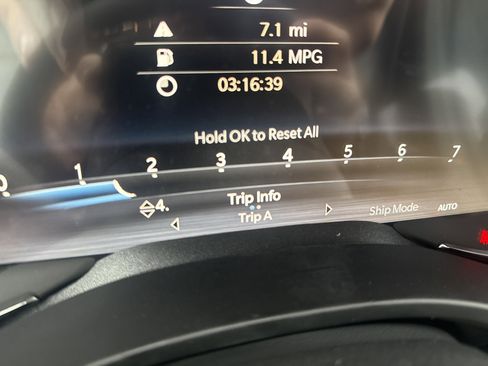 7.1 mi
11.4 MPG
03:16:39
Hold OK to Reset All
0 1 2 3 4 5 6 7
4. Trip Info
Trip A
Ship Mode AUTO